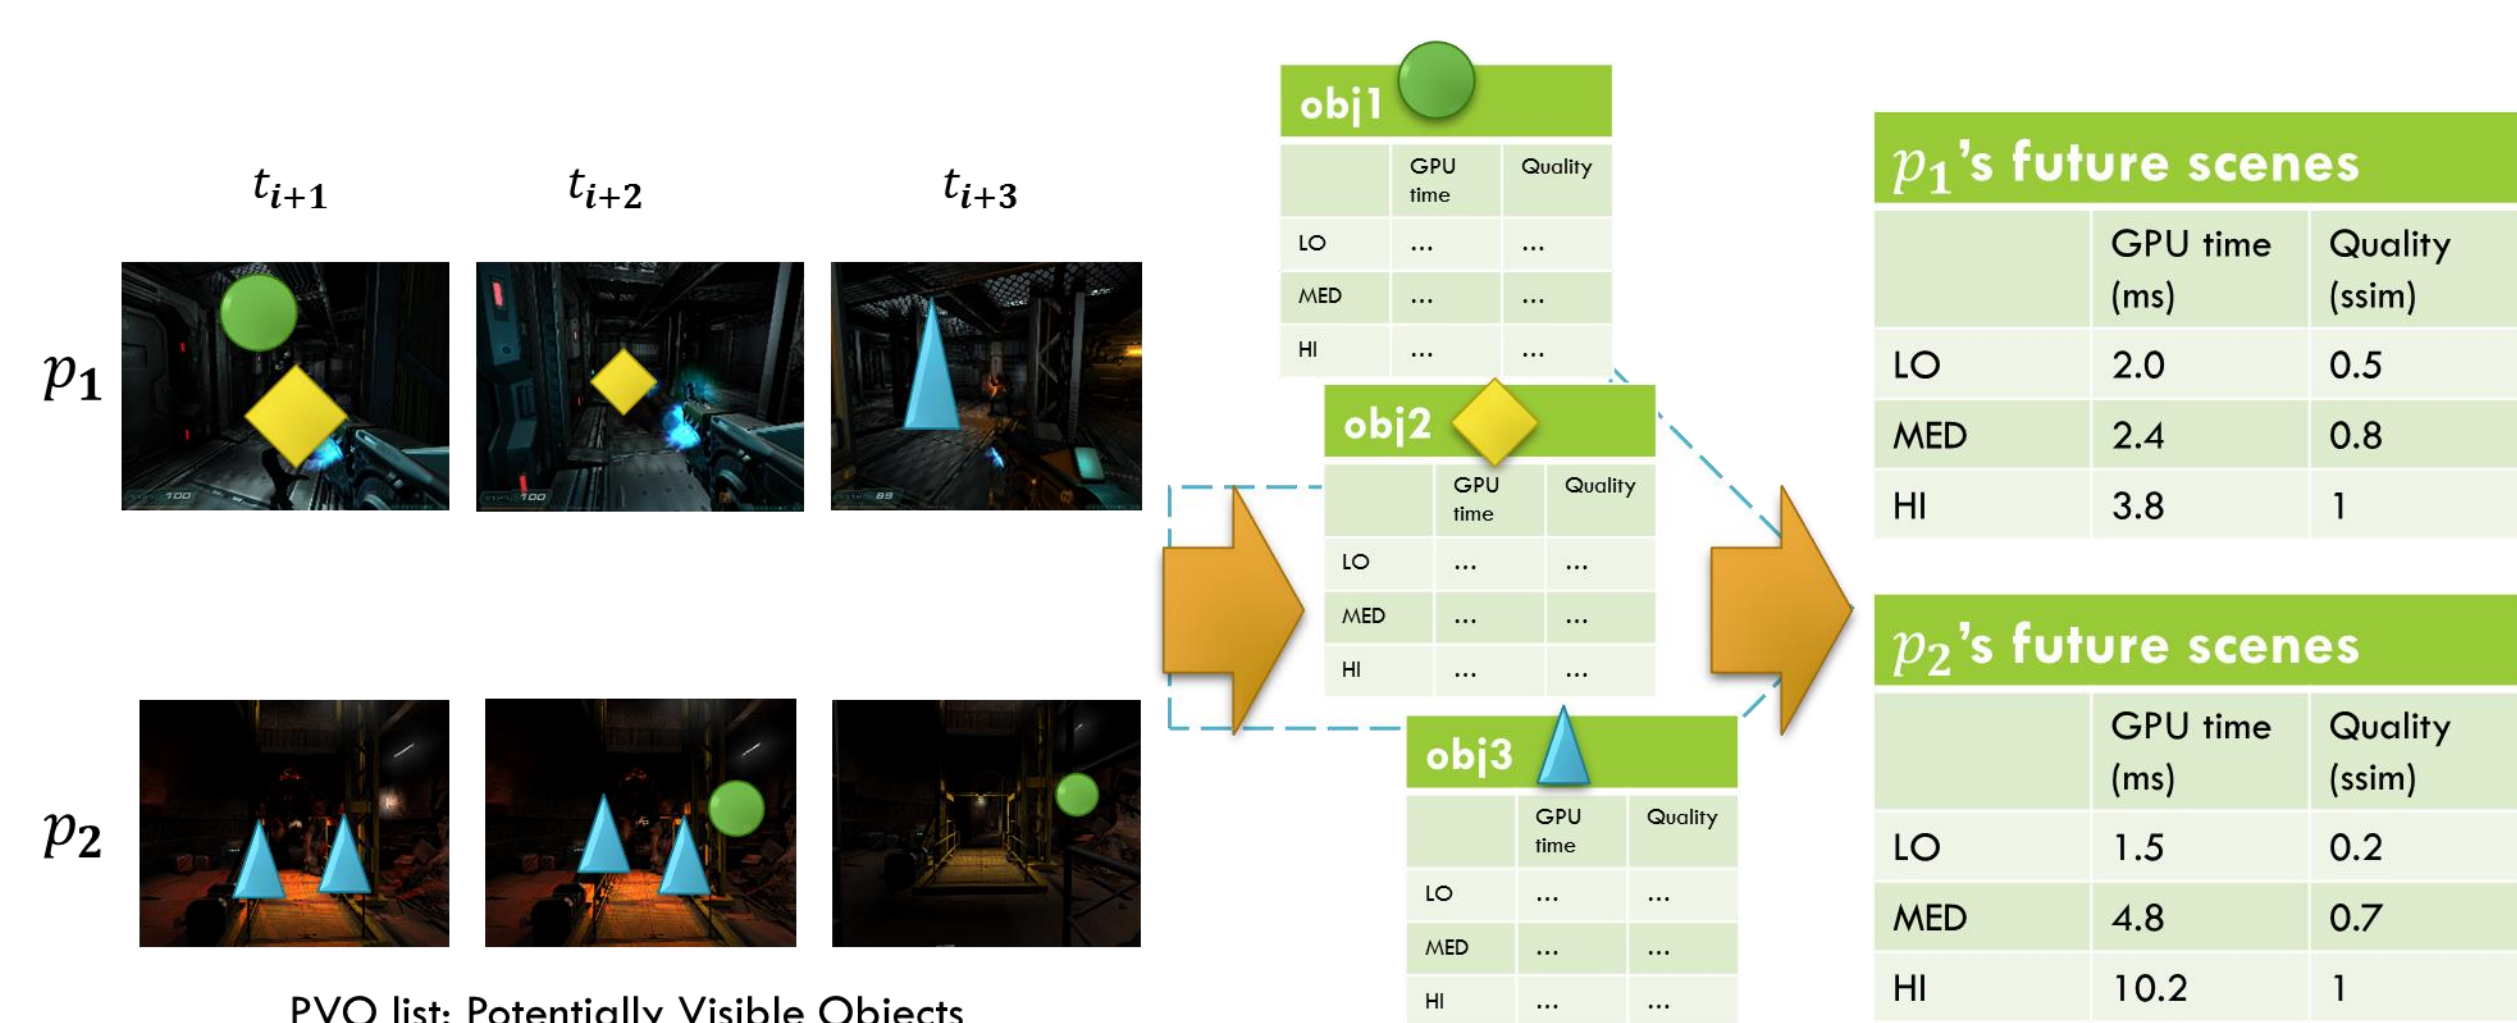 t_{i+1} t_{i+2} t_{i+3}
p_1
100
100
89
p_2
PVO list: Potentially Visible Objects
obj1
GPU time Quality
LO ... ...
MED ... ...
HI ... ...
obj2
GPU time Quality
LO ... ...
MED ... ...
HI ... ...
obj3
GPU time Quality
LO ... ...
MED ... ...
HI ... ...
p_1's future scenes
GPU time (ms) Quality (ssim)
LO 2.0 0.5
MED 2.4 0.8
HI 3.8 1
p_2's future scenes
GPU time (ms) Quality (ssim)
LO 1.5 0.2
MED 4.8 0.7
HI 10.2 1